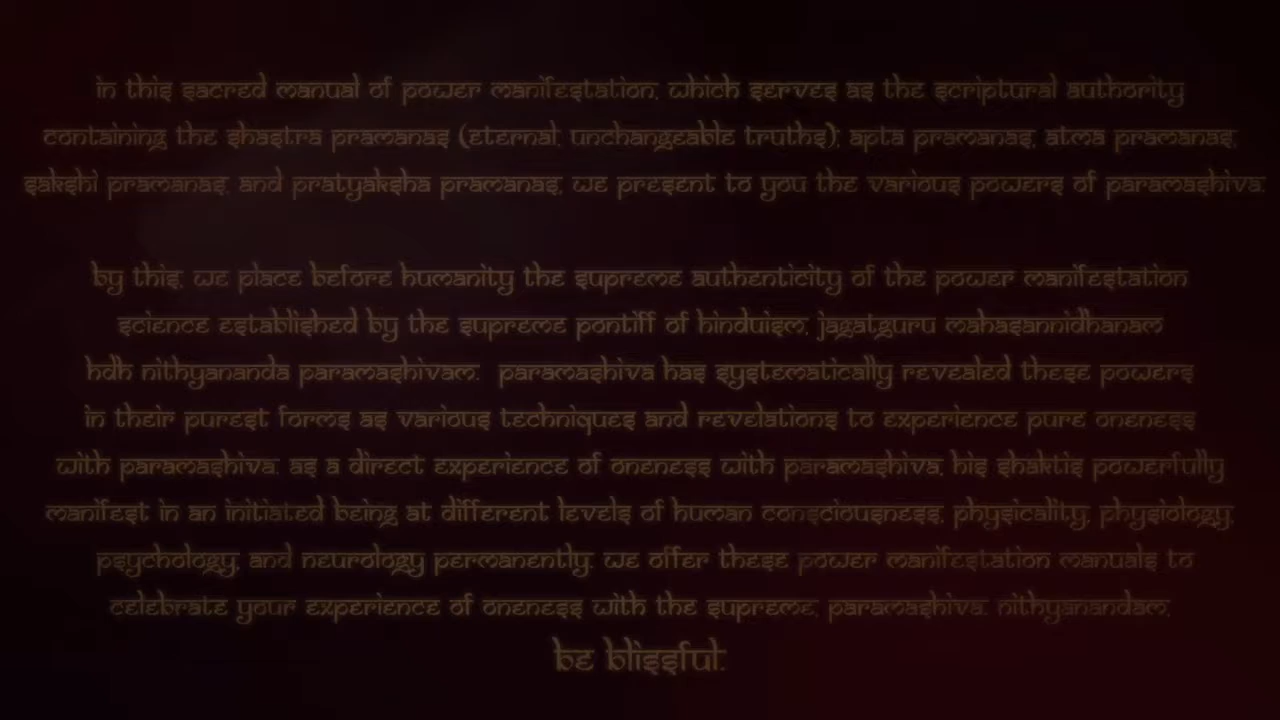 in this sacred manual of power manifestation, which serves as the scriptural authority
containing the shastra pramanas (eternal, unchangeable truths), apta pramanas, atma pramanas,
sakshi pramanas, and pratyaksha pramanas, we present to you the various powers of paramashiva.
by this, we place before humanity the supreme authenticity of the power manifestation
science established by the supreme pontiff of hinduism, jagatguru mahasannidhanam
hdh nithyananda paramashivam. paramashiva has systematically revealed these powers
in their purest forms as various techniques and revelations to experience pure oneness
with paramashiva. as a direct experience of oneness with paramashiva, his shaktis powerfully
manifest in an initiated being at different levels of human consciousness, physicality, physiology,
psychology, and neurology permanently. we offer these power manifestation manuals to
celebrate your experience of oneness with the supreme, paramashiva. nithyanandam,
be blissful.